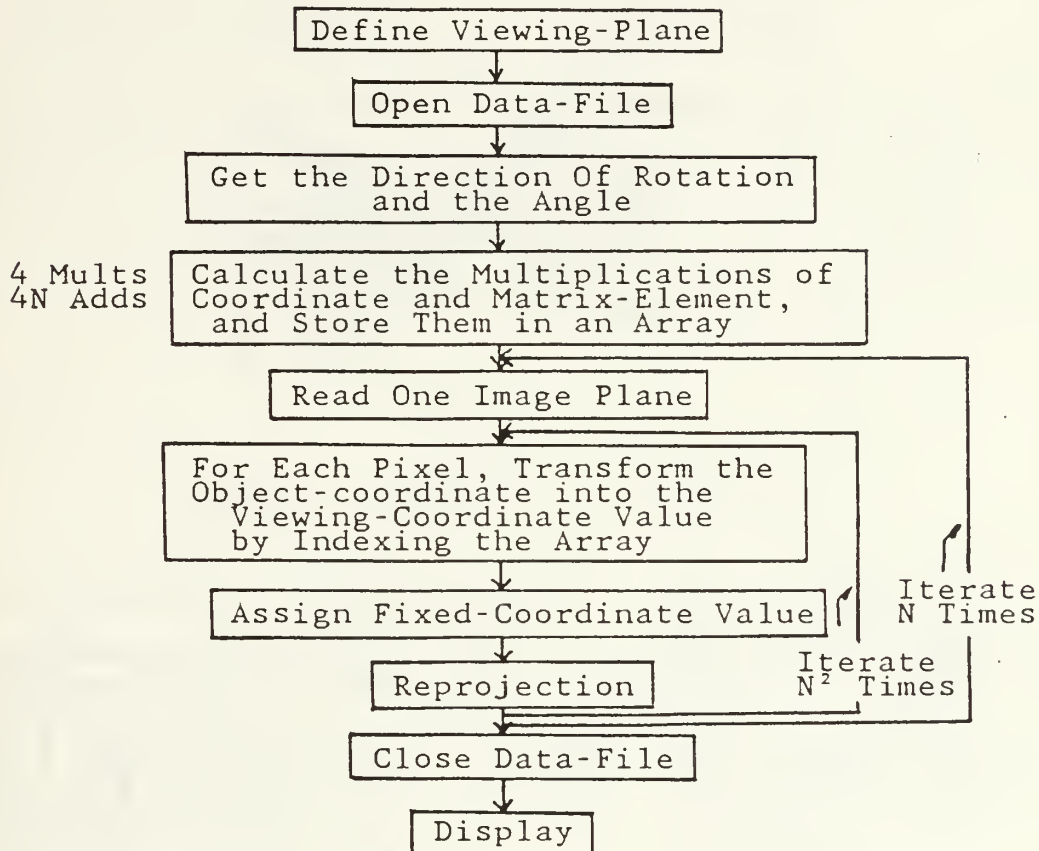 Define Viewing-Plane
Open Data-File
Get the Direction Of Rotation
and the Angle
4 Mults
4N Adds
Calculate the Multiplications of
Coordinate and Matrix-Element,
and Store Them in an Array
Read One Image Plane
For Each Pixel, Transform the
Object-coordinate into the
Viewing-Coordinate Value
by Indexing the Array
Assign Fixed-Coordinate Value
Iterate
N Times
Iterate
N² Times
Reprojection
Close Data-File
Display